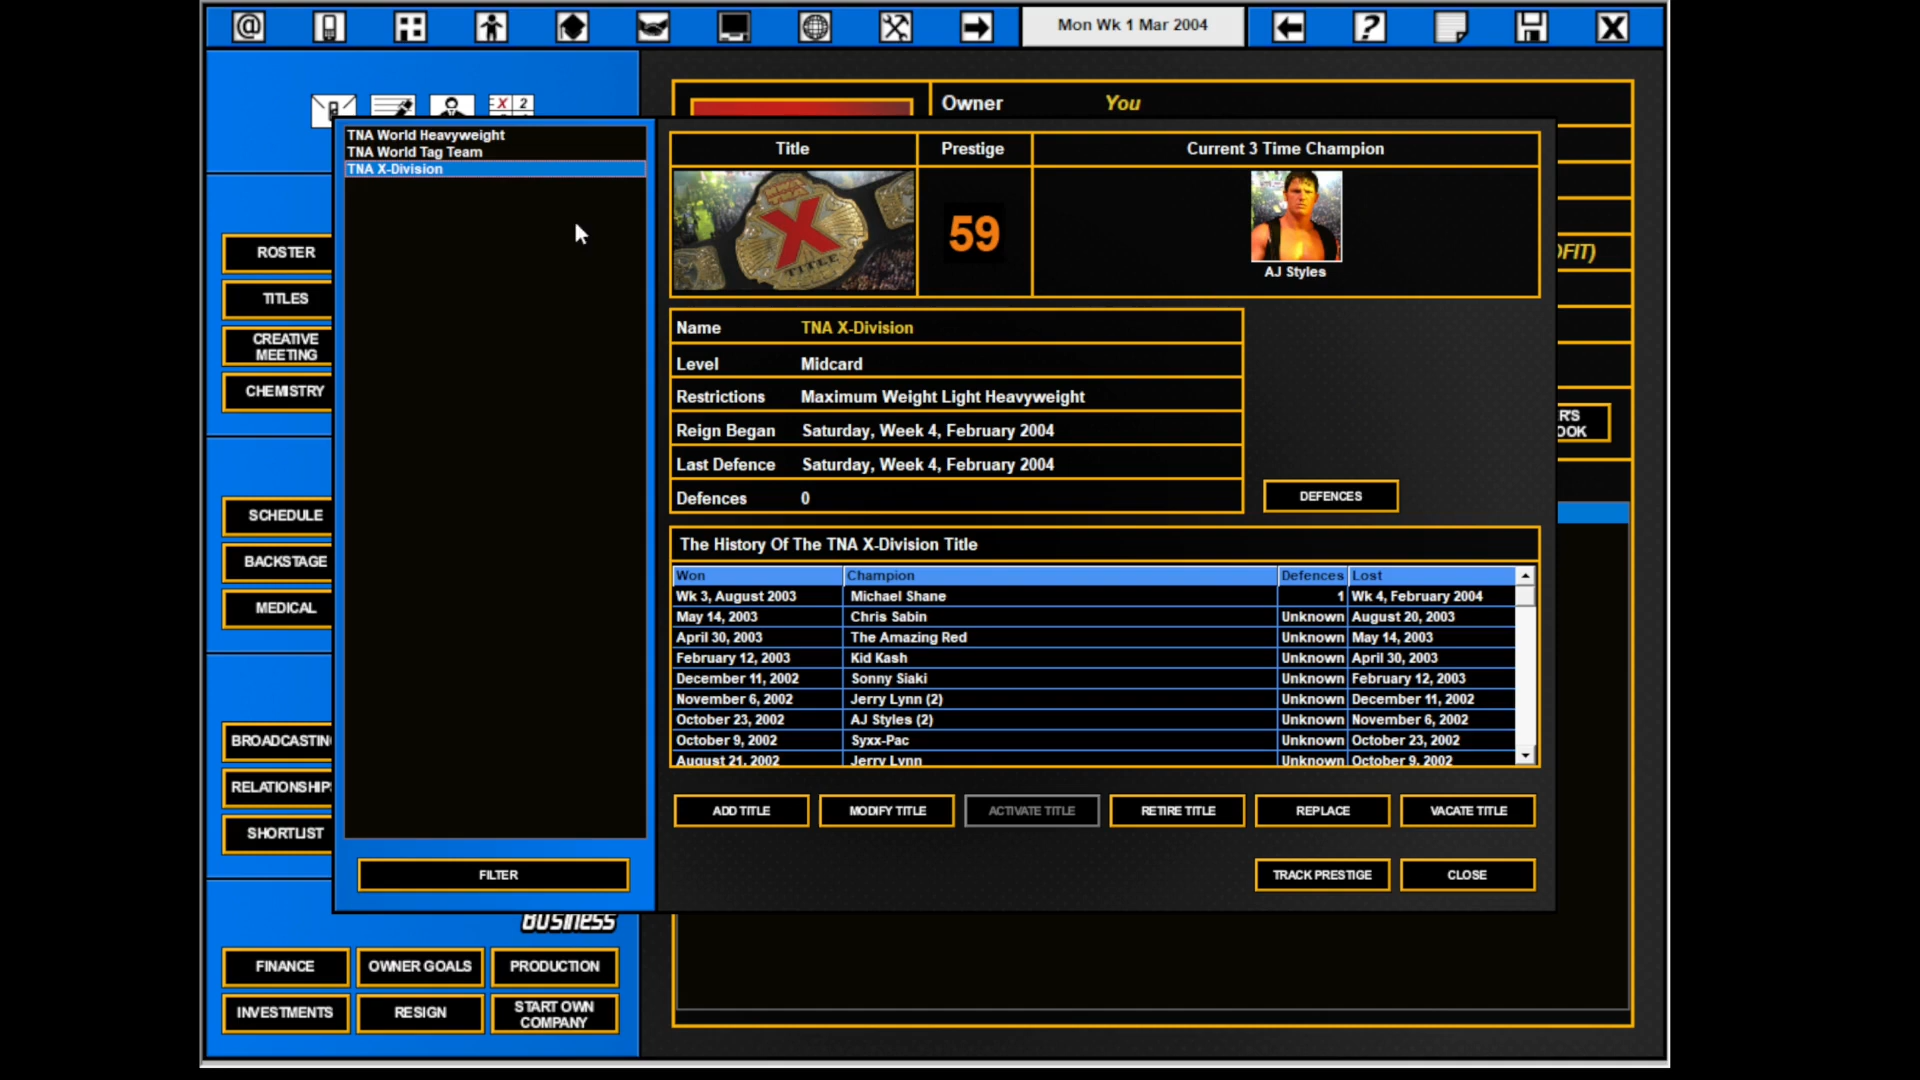 @
Mon Wk 1 Mar 2004
?
X
Owner You
X 2
TNA World Heavyweight
TNA World Tag Team
TNA X-Division
Title
Prestige
Current 3 Time Champion
X
TITLE
59
AJ Styles
ROSTER
TITLES
CREATIVE
MEETING
CHEMISTRY
SCHEDULE
BACKSTAGE
MEDICAL
BROADCASTIN
RELATIONSHIP
SHORTLIST
Name TNA X-Division
Level Midcard
Restrictions Maximum Weight Light Heavyweight
Reign Began Saturday, Week 4, February 2004
Last Defence Saturday, Week 4, February 2004
Defences 0
DEFENCES
OFIT)
R'S
OOK
The History Of The TNA X-Division Title
Won Champion Defences Lost
Wk 3, August 2003 Michael Shane 1 Wk 4, February 2004
May 14, 2003 Chris Sabin Unknown August 20, 2003
April 30, 2003 The Amazing Red Unknown May 14, 2003
February 12, 2003 Kid Kash Unknown April 30, 2003
December 11, 2002 Sonny Siaki Unknown February 12, 2003
November 6, 2002 Jerry Lynn (2) Unknown December 11, 2002
October 23, 2002 AJ Styles (2) Unknown November 6, 2002
October 9, 2002 Syxx-Pac Unknown October 23, 2002
August 21, 2002 Jerry Lynn Unknown October 9, 2002
ADD TITLE
MODIFY TITLE
ACTIVATE TITLE
RETIRE TITLE
REPLACE
VACATE TITLE
FILTER
TRACK PRESTIGE
CLOSE
BUSINESS
FINANCE
OWNER GOALS
PRODUCTION
INVESTMENTS
RESIGN
START OWN
COMPANY